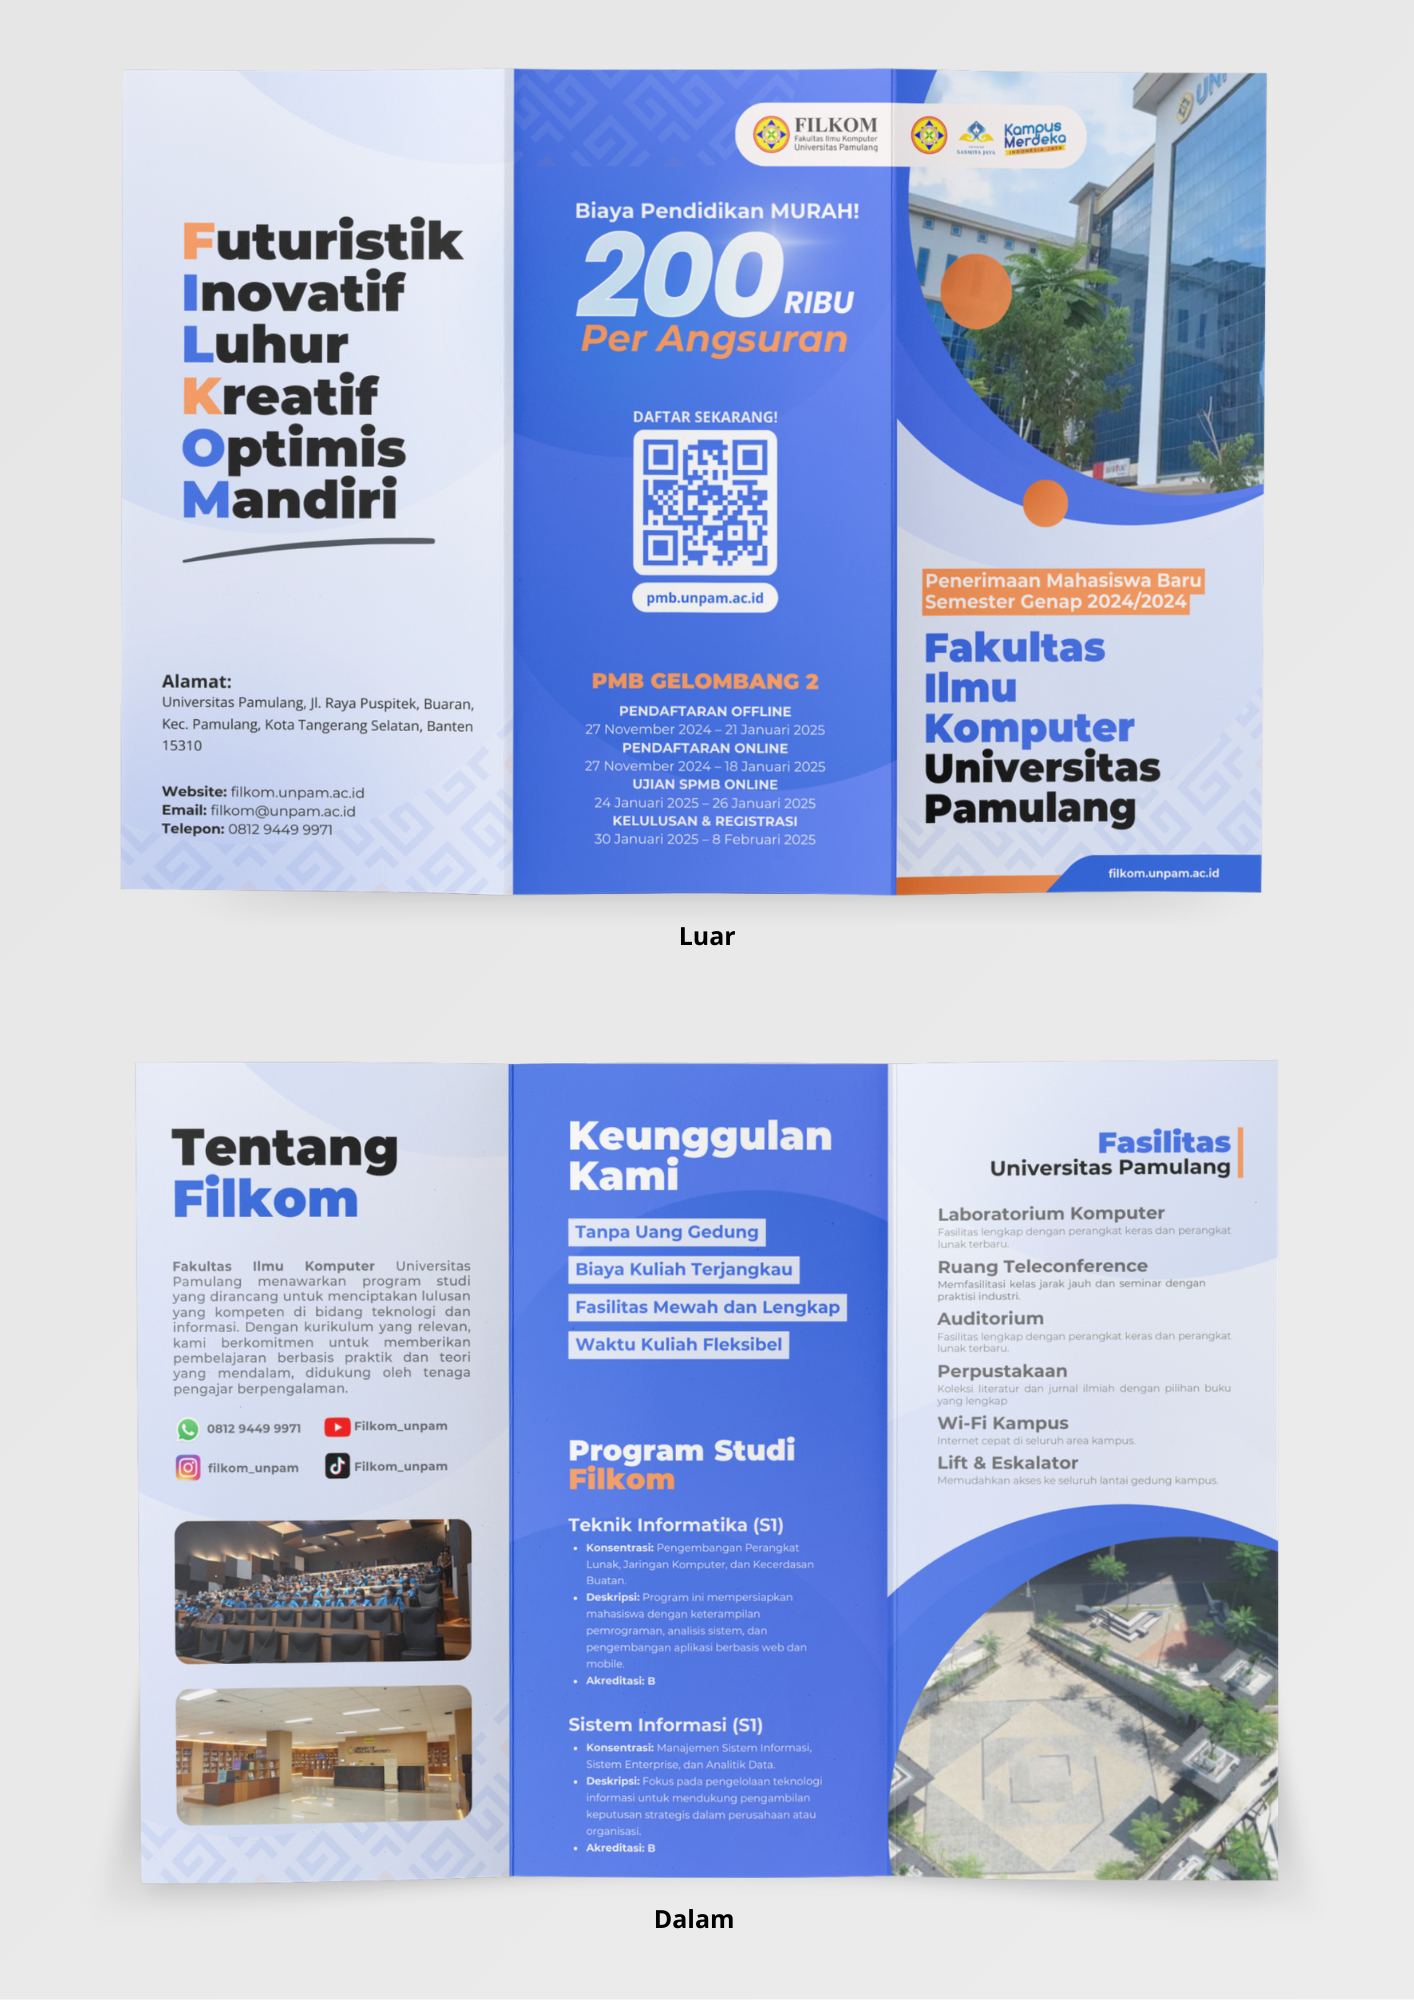 Futuristik
Inovatif
Luhur
Kreatif
Optimis
Mandiri
Alamat:
Universitas Pamulang, Jl. Raya Puspitek, Buaran,
Kec. Pamulang, Kota Tangerang Selatan, Banten
15310
Website: filkom.unpam.ac.id
Email: filkom@unpam.ac.id
Telepon: 0812 9449 9971
FILKOM
Fakultas Ilmu Komputer
Universitas Pamulang
SASMITA JAYA
Kampus
Merdeka
INDONESIA JAYA
Biaya Pendidikan MURAH!
200 RIBU
Per Angsuran
DAFTAR SEKARANG!
pmb.unpam.ac.id
PMB GELOMBANG 2
PENDAFTARAN OFFLINE
27 November 2024 – 21 Januari 2025
PENDAFTARAN ONLINE
27 November 2024 – 18 Januari 2025
UJIAN SPMB ONLINE
24 Januari 2025 – 26 Januari 2025
KELULUSAN & REGISTRASI
30 Januari 2025 – 8 Februari 2025
Penerimaan Mahasiswa Baru
Semester Genap 2024/2024
Fakultas
Ilmu
Komputer
Universitas
Pamulang
filkom.unpam.ac.id
Luar
Tentang
Filkom
Fakultas Ilmu Komputer Universitas
Pamulang menawarkan program studi
yang dirancang untuk menciptakan lulusan
yang kompeten di bidang teknologi dan
informasi. Dengan kurikulum yang relevan,
kami berkomitmen untuk memberikan
pembelajaran berbasis praktik dan teori
yang mendalam, didukung oleh tenaga
pengajar berpengalaman.
0812 9449 9971
Filkom_unpam
filkom_unpam
Filkom_unpam
Keunggulan
Kami
Tanpa Uang Gedung
Biaya Kuliah Terjangkau
Fasilitas Mewah dan Lengkap
Waktu Kuliah Fleksibel
Program Studi
Filkom
Teknik Informatika (S1)
• Konsentrasi: Pengembangan Perangkat
Lunak, Jaringan Komputer, dan Kecerdasan
Buatan.
• Deskripsi: Program ini mempersiapkan
mahasiswa dengan keterampilan
pemrograman, analisis sistem, dan
pengembangan aplikasi berbasis web dan
mobile.
• Akreditasi: B
Sistem Informasi (S1)
• Konsentrasi: Manajemen Sistem Informasi,
Sistem Enterprise, dan Analitik Data.
• Deskripsi: Fokus pada pengelolaan teknologi
informasi untuk mendukung pengambilan
keputusan strategis dalam perusahaan atau
organisasi.
• Akreditasi: B
Fasilitas
Universitas Pamulang
Laboratorium Komputer
Fasilitas lengkap dengan perangkat keras dan perangkat
lunak terbaru.
Ruang Teleconference
Memfasilitasi kelas jarak jauh dan seminar dengan
praktisi industri.
Auditorium
Fasilitas lengkap dengan perangkat keras dan perangkat
lunak terbaru.
Perpustakaan
Koleksi literatur dan jurnal ilmiah dengan pilihan buku
yang lengkap
Wi-Fi Kampus
Internet cepat di seluruh area kampus.
Lift & Eskalator
Memudahkan akses ke seluruh lantai gedung kampus.
Dalam